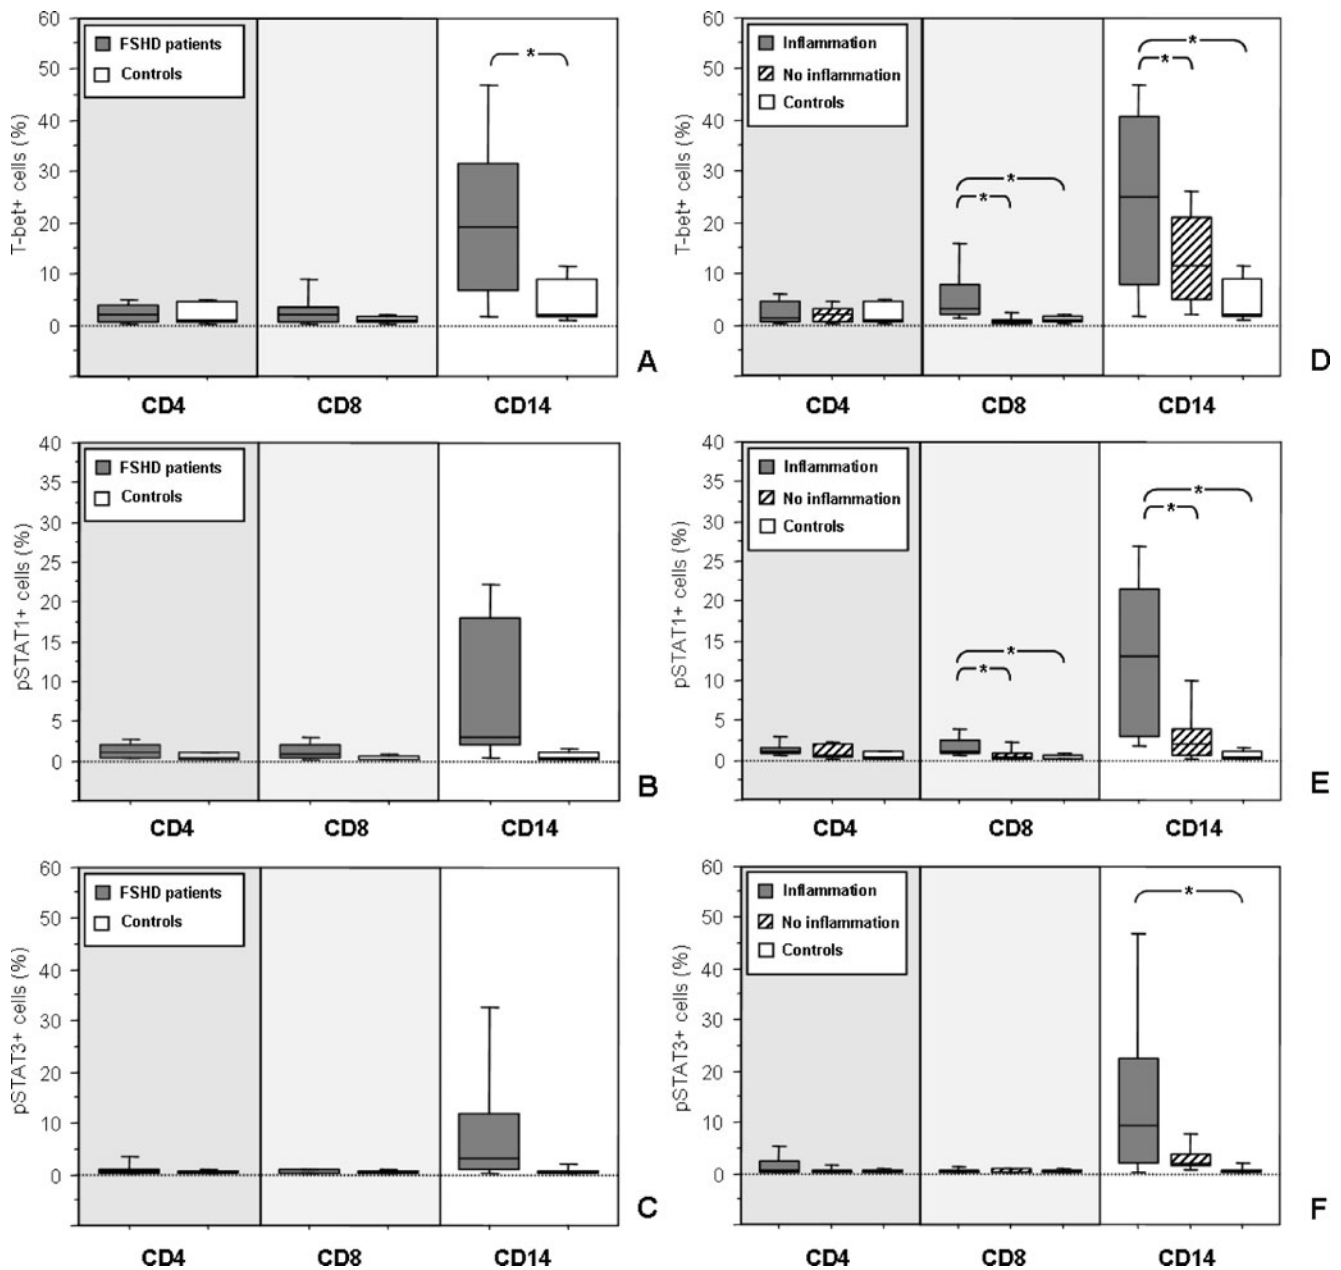 60
50
40
30
20
10
0
T-bet+ cells (%)
FSHD patients
Controls
*
CD4
CD8
CD14
A
60
50
40
30
20
10
0
T-bet+ cells (%)
Inflammation
No inflammation
Controls
*
*
*
*
CD4
CD8
CD14
D
40
35
30
25
20
15
10
5
0
pSTAT1+ cells (%)
FSHD patients
Controls
CD4
CD8
CD14
B
40
35
30
25
20
15
10
5
0
pSTAT1+ cells (%)
Inflammation
No inflammation
Controls
*
*
*
*
CD4
CD8
CD14
E
60
50
40
30
20
10
0
pSTAT3+ cells (%)
FSHD patients
Controls
CD4
CD8
CD14
C
60
50
40
30
20
10
0
pSTAT3+ cells (%)
Inflammation
No inflammation
Controls
*
CD4
CD8
CD14
F